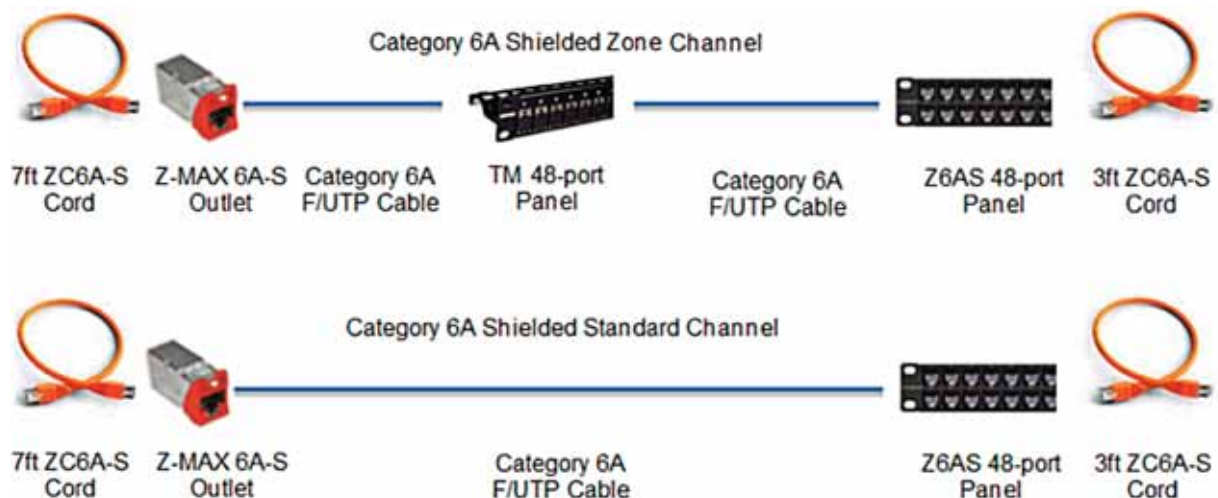 Category 6A Shielded Zone Channel
7ft ZC6A-S
Cord
Z-MAX 6A-S
Outlet
Category 6A
F/UTP Cable
TM 48-port
Panel
Category 6A
F/UTP Cable
Z6AS 48-port
Panel
3ft ZC6A-S
Cord
Category 6A Shielded Standard Channel
7ft ZC6A-S
Cord
Z-MAX 6A-S
Outlet
Category 6A
F/UTP Cable
Z6AS 48-port
Panel
3ft ZC6A-S
Cord